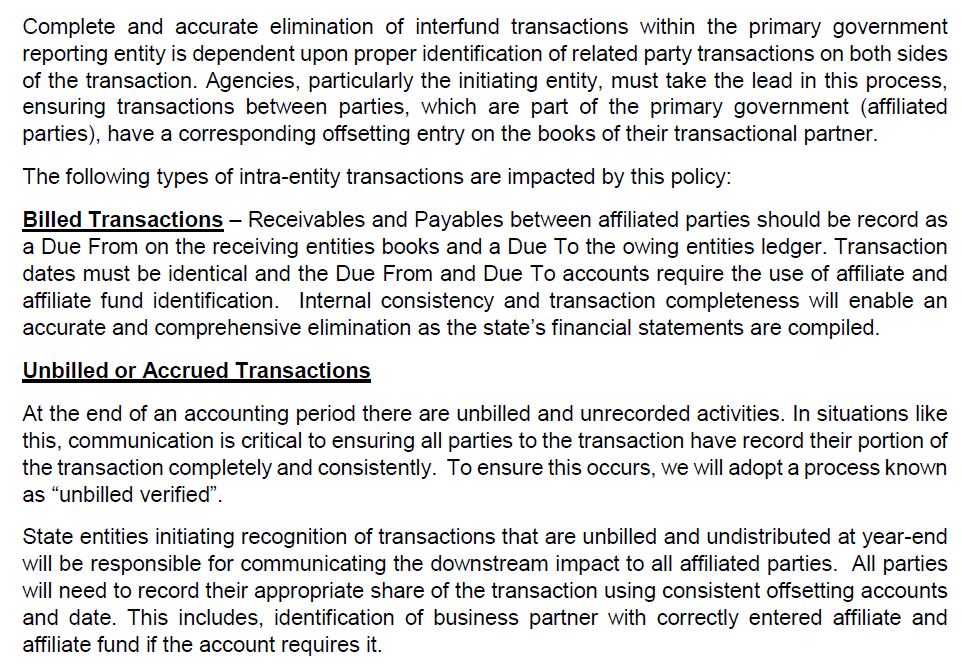 Complete and accurate elimination of interfund transactions within the primary government
reporting entity is dependent upon proper identification of related party transactions on both sides
of the transaction. Agencies, particularly the initiating entity, must take the lead in this process,
ensuring transactions between parties, which are part of the primary government (affiliated
parties), have a corresponding offsetting entry on the books of their transactional partner.
The following types of intra-entity transactions are impacted by this policy:
Billed Transactions – Receivables and Payables between affiliated parties should be record as
a Due From on the receiving entities books and a Due To the owing entities ledger. Transaction
dates must be identical and the Due From and Due To accounts require the use of affiliate and
affiliate fund identification.  Internal consistency and transaction completeness will enable an
accurate and comprehensive elimination as the state’s financial statements are compiled.
Unbilled or Accrued Transactions
At the end of an accounting period there are unbilled and unrecorded activities. In situations like
this, communication is critical to ensuring all parties to the transaction have record their portion of
the transaction completely and consistently.  To ensure this occurs, we will adopt a process known
as “unbilled verified”.
State entities initiating recognition of transactions that are unbilled and undistributed at year-end
will be responsible for communicating the downstream impact to all affiliated parties.  All parties
will need to record their appropriate share of the transaction using consistent offsetting accounts
and date. This includes, identification of business partner with correctly entered affiliate and
affiliate fund if the account requires it.